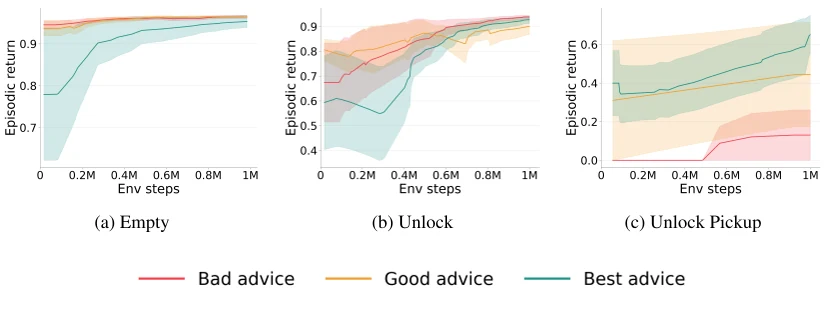 Episodic return
0.9
0.8
0.7
0 0.2M 0.4M 0.6M 0.8M 1M
Env steps
(a) Empty
Episodic return
0.9
0.8
0.7
0.6
0.5
0.4
0 0.2M 0.4M 0.6M 0.8M 1M
Env steps
(b) Unlock
Episodic return
0.6
0.4
0.2
0.0
0 0.2M 0.4M 0.6M 0.8M 1M
Env steps
(c) Unlock Pickup
Bad advice Good advice Best advice